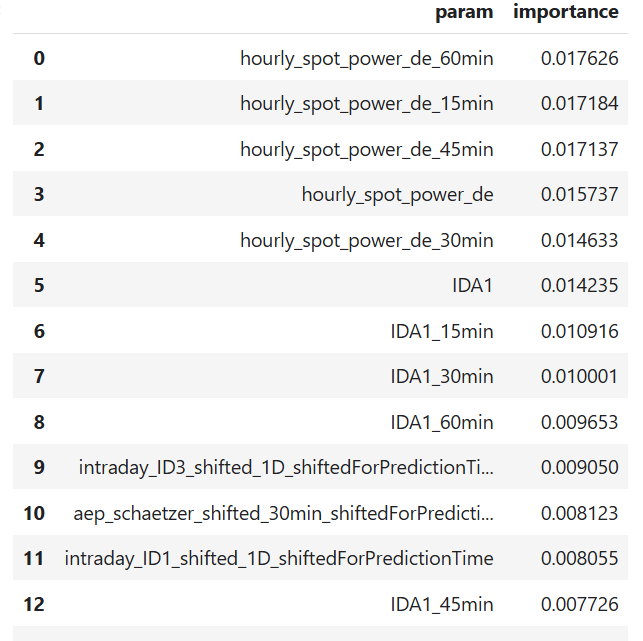 param importance
0 hourly_spot_power_de_60min 0.017626
1 hourly_spot_power_de_15min 0.017184
2 hourly_spot_power_de_45min 0.017137
3 hourly_spot_power_de 0.015737
4 hourly_spot_power_de_30min 0.014633
5 IDA1 0.014235
6 IDA1_15min 0.010916
7 IDA1_30min 0.010001
8 IDA1_60min 0.009653
9 intraday_ID3_shifted_1D_shiftedForPredictionTi... 0.009050
10 aep_schaetzer_shifted_30min_shiftedForPredicti... 0.008123
11 intraday_ID1_shifted_1D_shiftedForPredictionTime 0.008055
12 IDA1_45min 0.007726